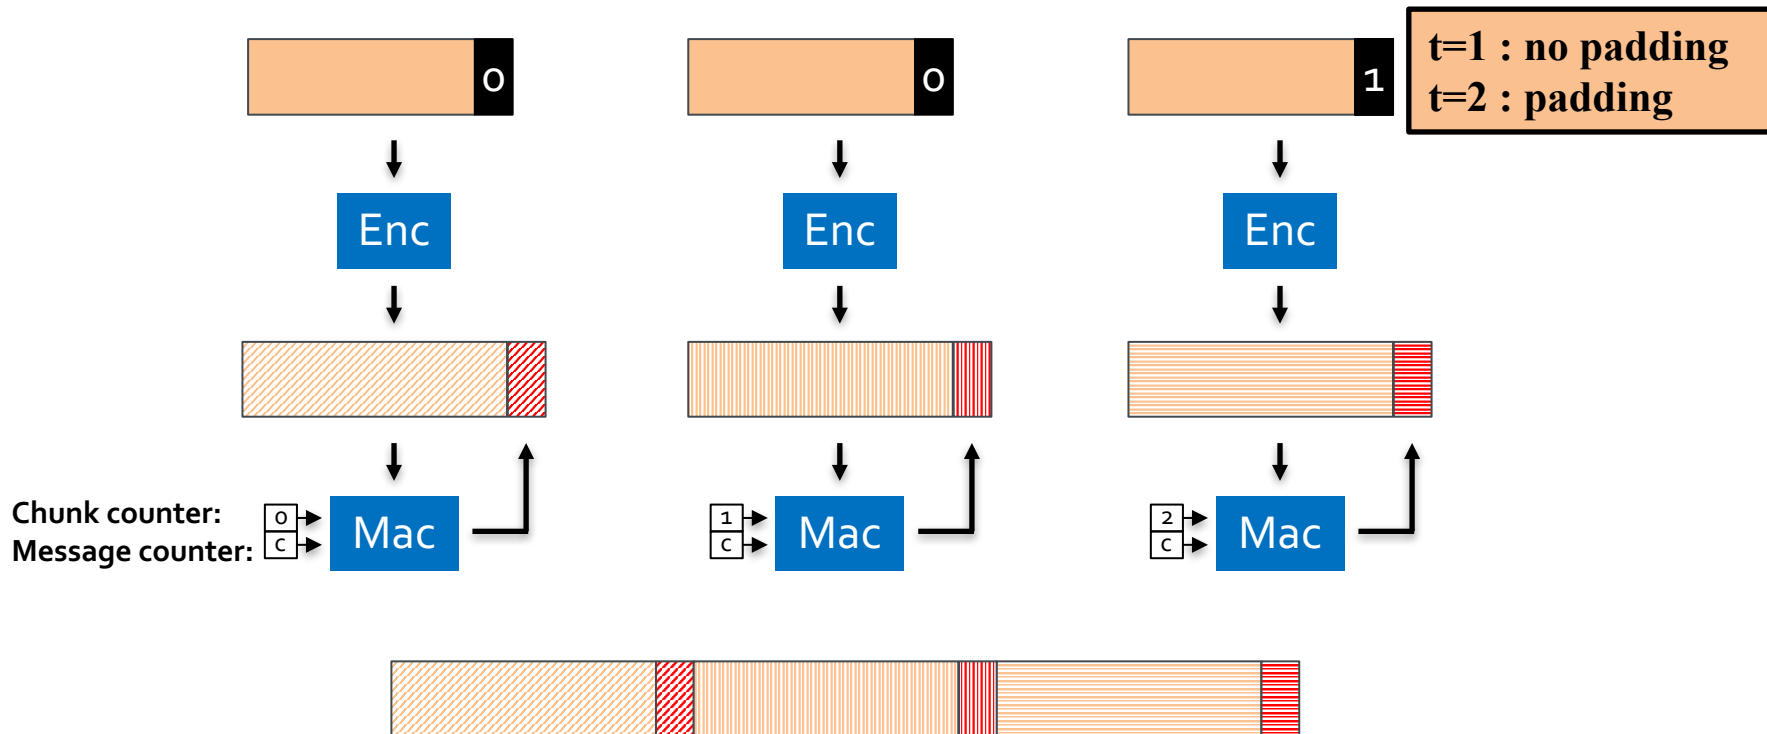 0
0
1
t=1 : no padding
t=2 : padding
Enc
Enc
Enc
Chunk counter:
0
Mac
1
Mac
2
Mac
Message counter:
c
c
c